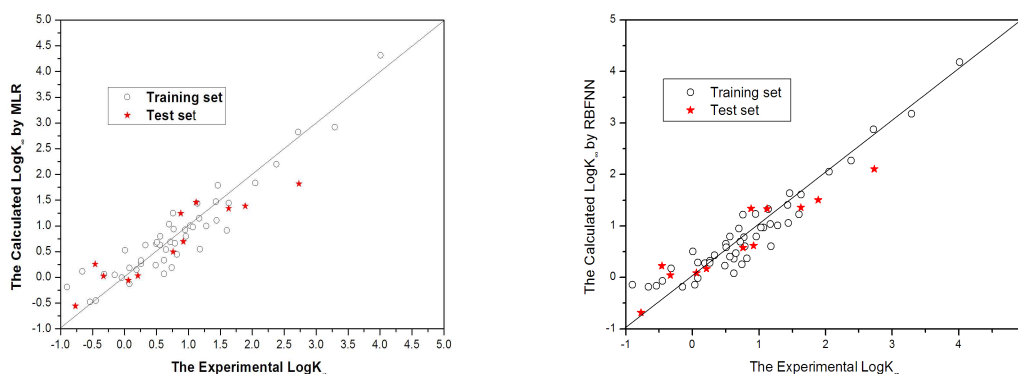 5.0
4.5
4.0
3.5
3.0
2.5
2.0
1.5
1.0
0.5
0.0
-0.5
-1.0
-1.0 -0.5 0.0 0.5 1.0 1.5 2.0 2.5 3.0 3.5 4.0 4.5 5.0
The Calculated LogK∞ by MLR
The Experimental LogK∞
Training set
Test set
5
4
3
2
1
0
-1
-1 0 1 2 3 4
The Calculated LogK∞ by RBFNN
The Experimental LogK∞
Training set
Test set